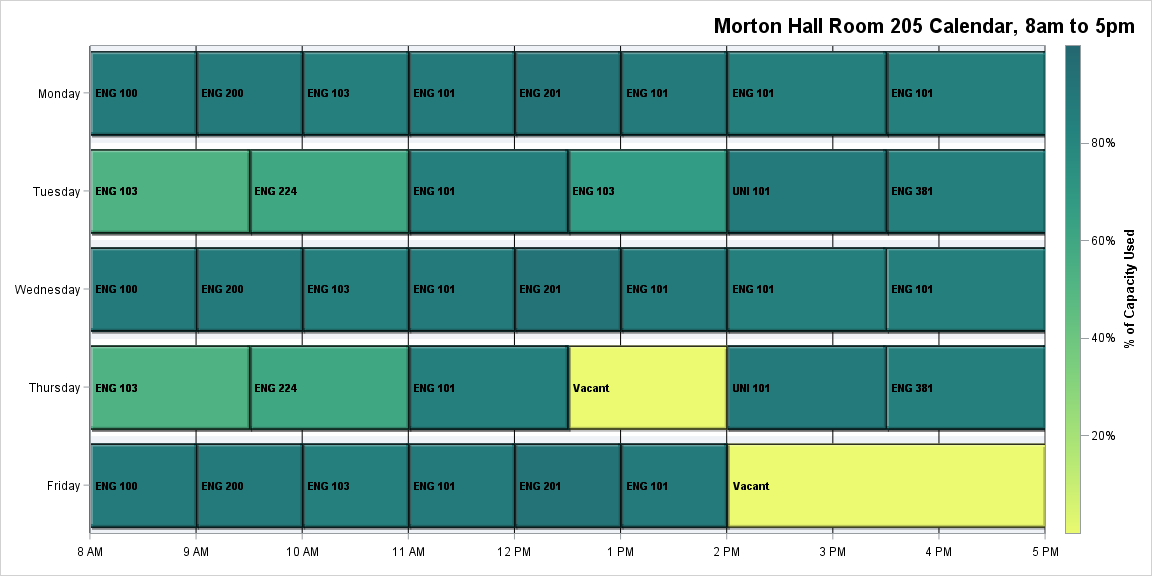 Morton Hall Room 205 Calendar, 8am to 5pm
Monday
ENG 100 ENG 200 ENG 103 ENG 101 ENG 201 ENG 101 ENG 101 ENG 101
Tuesday
ENG 103 ENG 224 ENG 101 ENG 103 UNI 101 ENG 381
Wednesday
ENG 100 ENG 200 ENG 103 ENG 101 ENG 201 ENG 101 ENG 101 ENG 101
Thursday
ENG 103 ENG 224 ENG 101 Vacant UNI 101 ENG 381
Friday
ENG 100 ENG 200 ENG 103 ENG 101 ENG 201 ENG 101 Vacant
8 AM 9 AM 10 AM 11 AM 12 PM 1 PM 2 PM 3 PM 4 PM 5 PM
80%
60%
40%
20%
% of Capacity Used